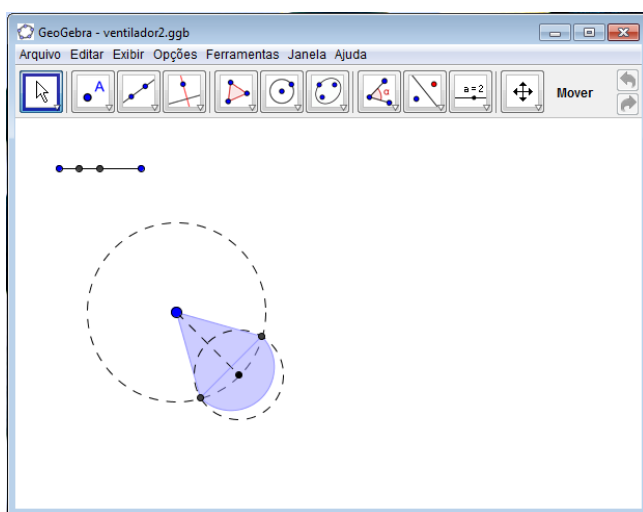 GeoGebra - ventilador2.ggb
Arquivo Editar Exibir Opções Ferramentas Janela Ajuda
A
α
a=2
Mover